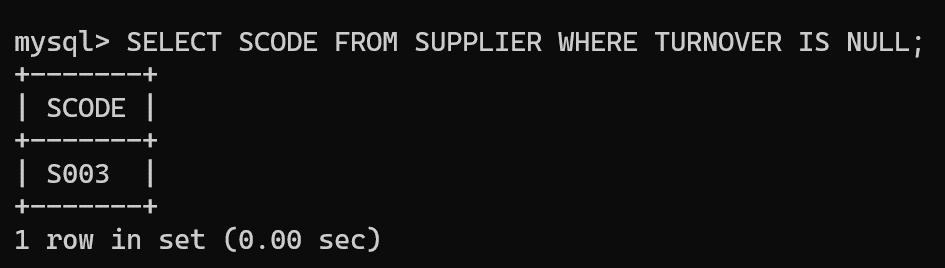 mysql> SELECT SCODE FROM SUPPLIER WHERE TURNOVER IS NULL;
+-------+
| SCODE |
+-------+
| S003  |
+-------+
1 row in set (0.00 sec)